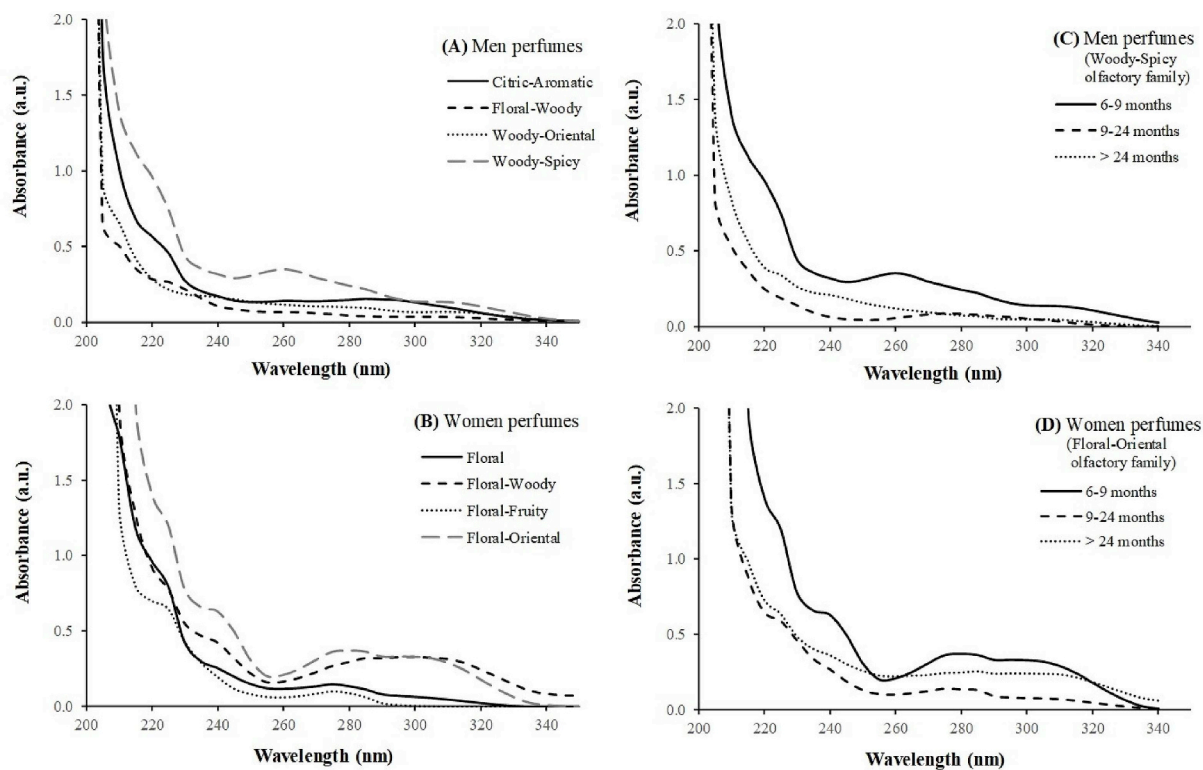 2.0
1.5
1.0
0.5
0.0
Absorbance (a.u.)
(A) Men perfumes
Citric-Aromatic
Floral-Woody
Woody-Oriental
Woody-Spicy
200 220 240 260 280 300 320 340
Wavelength (nm)
2.0
1.5
1.0
0.5
0.0
Absorbance (a.u.)
(C) Men perfumes
(Woody-Spicy
olfactory family)
6-9 months
9-24 months
> 24 months
200 220 240 260 280 300 320 340
Wavelength (nm)
2.0
1.5
1.0
0.5
0.0
Absorbance (a.u.)
(B) Women perfumes
Floral
Floral-Woody
Floral-Fruity
Floral-Oriental
200 220 240 260 280 300 320 340
Wavelength (nm)
2.0
1.5
1.0
0.5
0.0
Absorbance (a.u.)
(D) Women perfumes
(Floral-Oriental
olfactory family)
6-9 months
9-24 months
> 24 months
200 220 240 260 280 300 320 340
Wavelength (nm)